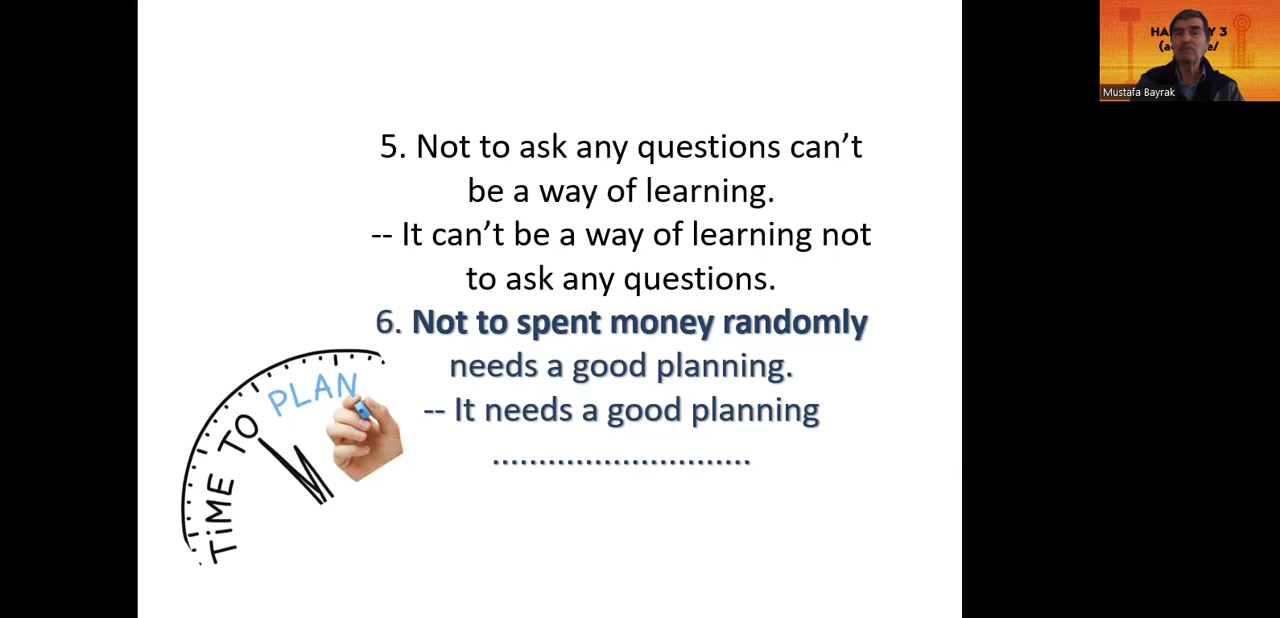 5. Not to ask any questions can’t
be a way of learning.
-- It can’t be a way of learning not
to ask any questions.
6. Not to spent money randomly
needs a good planning.
-- It needs a good planning
............................
TiME TO PLAN
Mustafa Bayrak